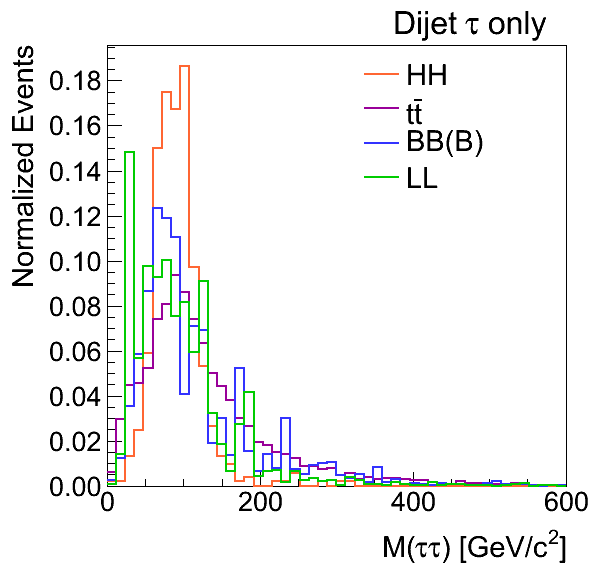 Dijet τ only
HH
tt̄
BB(B)
LL
Normalized Events
0.18
0.16
0.14
0.12
0.10
0.08
0.06
0.04
0.02
0.00
0 200 400 600
M(ττ) [GeV/c²]